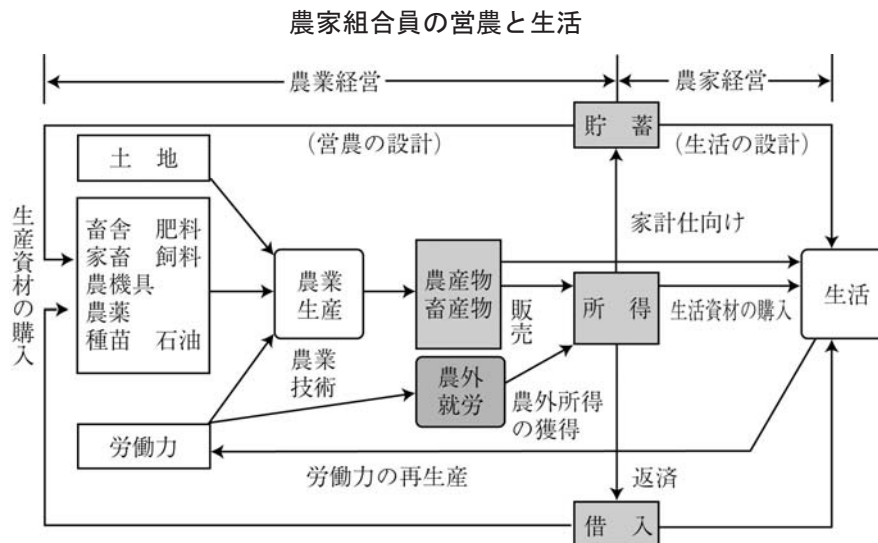 農家組合員の営農と生活
農業経営
農家経営
貯 蓄
(営農の設計)
(生活の設計)
土 地
生産資材の購入
畜舎 肥料
家畜 飼料
農機具
農薬
種苗 石油
農業
生産
農業
技術
農産物
畜産物
販売
家計仕向け
所 得
生活資材の購入
生活
農外
就労
農外所得
の獲得
労働力
労働力の再生産
返済
借 入